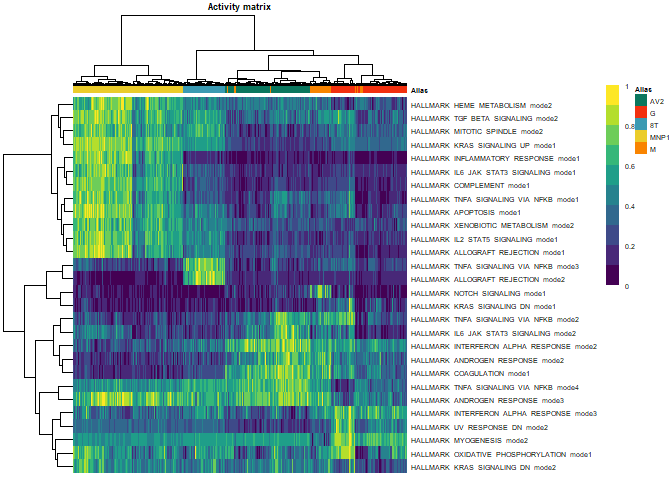 Activity matrix
Alias
HALLMARK HEME METABOLISM mode2
HALLMARK TGF BETA SIGNALING mode2
HALLMARK MITOTIC SPINDLE mode2
HALLMARK KRAS SIGNALING UP mode1
HALLMARK INFLAMMATORY RESPONSE mode1
HALLMARK IL6 JAK STAT3 SIGNALING mode1
HALLMARK COMPLEMENT mode1
HALLMARK TNFA SIGNALING VIA NFKB mode1
HALLMARK APOPTOSIS mode1
HALLMARK XENOBIOTIC METABOLISM mode2
HALLMARK IL2 STAT5 SIGNALING mode1
HALLMARK ALLOGRAFT REJECTION mode1
HALLMARK TNFA SIGNALING VIA NFKB mode3
HALLMARK ALLOGRAFT REJECTION mode2
HALLMARK NOTCH SIGNALING mode1
HALLMARK KRAS SIGNALING DN mode1
HALLMARK TNFA SIGNALING VIA NFKB mode2
HALLMARK IL6 JAK STAT3 SIGNALING mode2
HALLMARK INTERFERON ALPHA RESPONSE mode2
HALLMARK ANDROGEN RESPONSE mode2
HALLMARK COAGULATION mode1
HALLMARK TNFA SIGNALING VIA NFKB mode4
HALLMARK ANDROGEN RESPONSE mode3
HALLMARK INTERFERON ALPHA RESPONSE mode3
HALLMARK UV RESPONSE DN mode2
HALLMARK MYOGENESIS mode2
HALLMARK OXIDATIVE PHOSPHORYLATION mode1
HALLMARK KRAS SIGNALING DN mode2
1
0.8
0.6
0.4
0.2
0
Alias
AV2
G
8T
MNP1
M